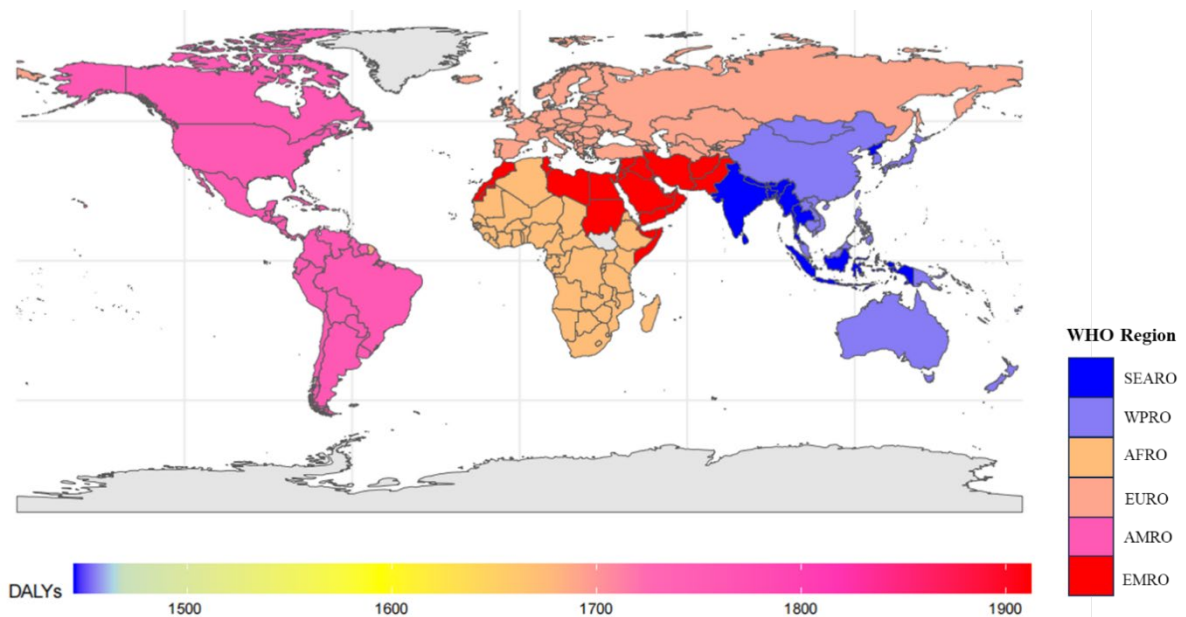 WHO Region
SEARO
WPRO
AFRO
EURO
AMRO
EMRO
DALYs
1500
1600
1700
1800
1900